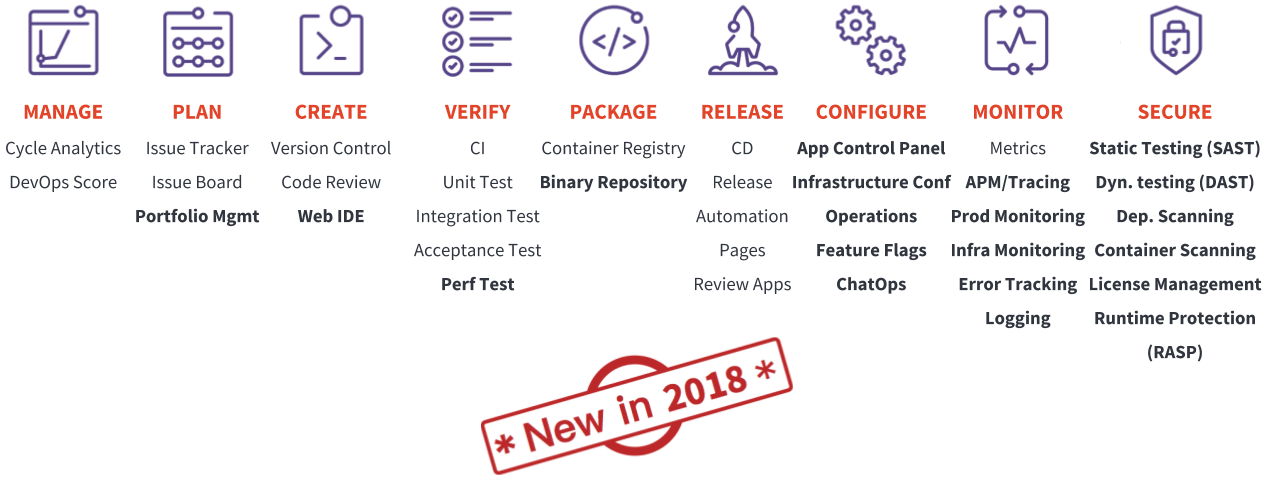 MANAGE
Cycle Analytics
DevOps Score
PLAN
Issue Tracker
Issue Board
Portfolio Mgmt
CREATE
Version Control
Code Review
Web IDE
VERIFY
CI
Unit Test
Integration Test
Acceptance Test
Perf Test
PACKAGE
Container Registry
Binary Repository
RELEASE
CD
Release
Automation
Pages
Review Apps
CONFIGURE
App Control Panel
Infrastructure Conf
Operations
Feature Flags
ChatOps
MONITOR
Metrics
APM/Tracing
Prod Monitoring
Infra Monitoring
Error Tracking
Logging
SECURE
Static Testing (SAST)
Dyn. testing (DAST)
Dep. Scanning
Container Scanning
License Management
Runtime Protection
(RASP)
* New in 2018 *